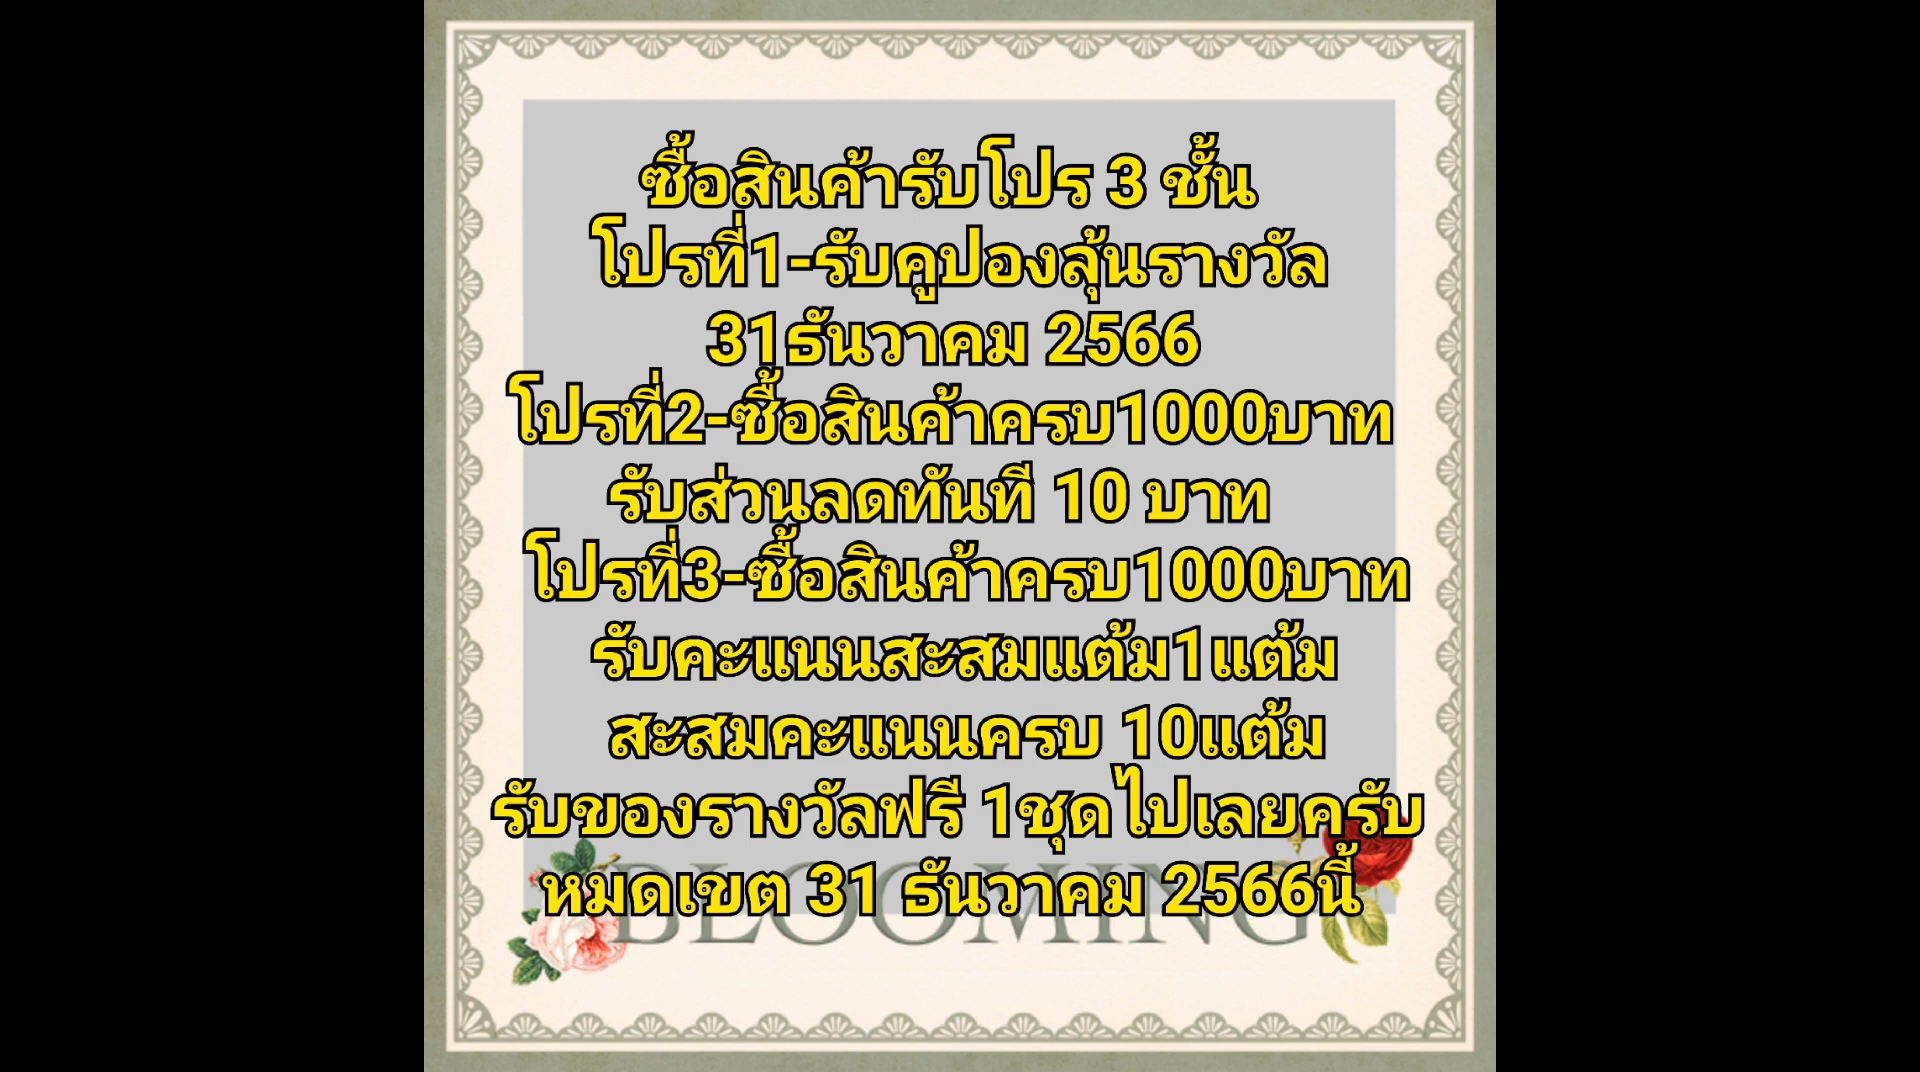 ซื้อสินค้ารับโปร 3 ชั้น
โปรที่1-รับคูปองลุ้นรางวัล
31ธันวาคม 2566
โปรที่2-ซื้อสินค้าครบ1000บาท
รับส่วนลดทันที 10 บาท
โปรที่3-ซื้อสินค้าครบ1000บาท
รับคะแนนสะสมแต้ม1แต้ม
สะสมคะแนนครบ 10แต้ม
รับของรางวัลฟรี 1ชุดไปเลยครับ
หมดเขต 31 ธันวาคม 2566นี้
BLOOMING